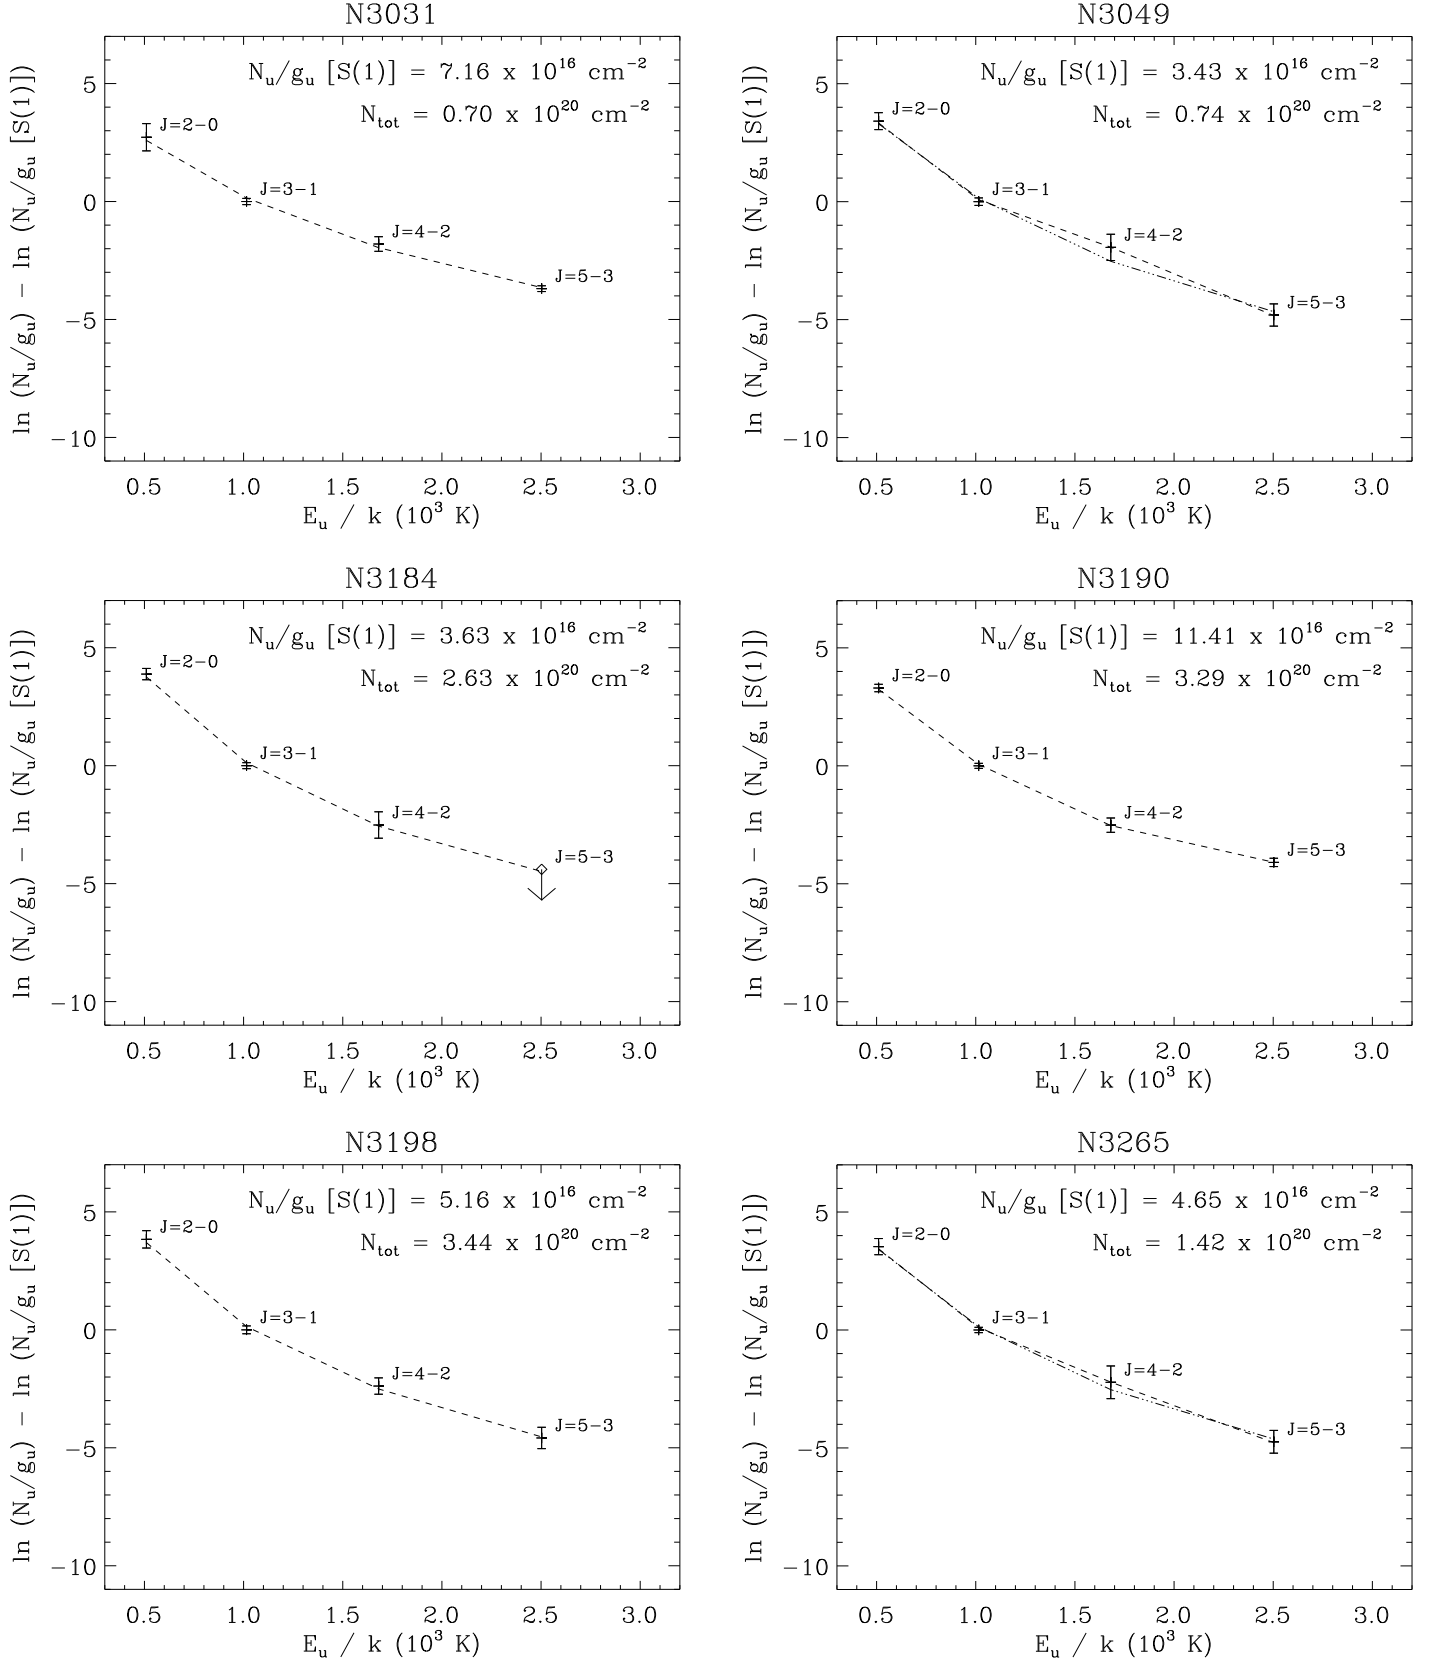 N3031
N_u/g_u [S(1)] = 7.16 x 10^16 cm^−2
N_tot = 0.70 x 10^20 cm^−2
J=2−0
J=3−1
J=4−2
J=5−3
5
0
−5
−10
ln (N_u/g_u) − ln (N_u/g_u [S(1)])
0.5 1.0 1.5 2.0 2.5 3.0
E_u / k (10^3 K)
N3049
N_u/g_u [S(1)] = 3.43 x 10^16 cm^−2
N_tot = 0.74 x 10^20 cm^−2
J=2−0
J=3−1
J=4−2
J=5−3
5
0
−5
−10
ln (N_u/g_u) − ln (N_u/g_u [S(1)])
0.5 1.0 1.5 2.0 2.5 3.0
E_u / k (10^3 K)
N3184
N_u/g_u [S(1)] = 3.63 x 10^16 cm^−2
N_tot = 2.63 x 10^20 cm^−2
J=2−0
J=3−1
J=4−2
J=5−3
5
0
−5
−10
ln (N_u/g_u) − ln (N_u/g_u [S(1)])
0.5 1.0 1.5 2.0 2.5 3.0
E_u / k (10^3 K)
N3190
N_u/g_u [S(1)] = 11.41 x 10^16 cm^−2
N_tot = 3.29 x 10^20 cm^−2
J=2−0
J=3−1
J=4−2
J=5−3
5
0
−5
−10
ln (N_u/g_u) − ln (N_u/g_u [S(1)])
0.5 1.0 1.5 2.0 2.5 3.0
E_u / k (10^3 K)
N3198
N_u/g_u [S(1)] = 5.16 x 10^16 cm^−2
N_tot = 3.44 x 10^20 cm^−2
J=2−0
J=3−1
J=4−2
J=5−3
5
0
−5
−10
ln (N_u/g_u) − ln (N_u/g_u [S(1)])
0.5 1.0 1.5 2.0 2.5 3.0
E_u / k (10^3 K)
N3265
N_u/g_u [S(1)] = 4.65 x 10^16 cm^−2
N_tot = 1.42 x 10^20 cm^−2
J=2−0
J=3−1
J=4−2
J=5−3
5
0
−5
−10
ln (N_u/g_u) − ln (N_u/g_u [S(1)])
0.5 1.0 1.5 2.0 2.5 3.0
E_u / k (10^3 K)